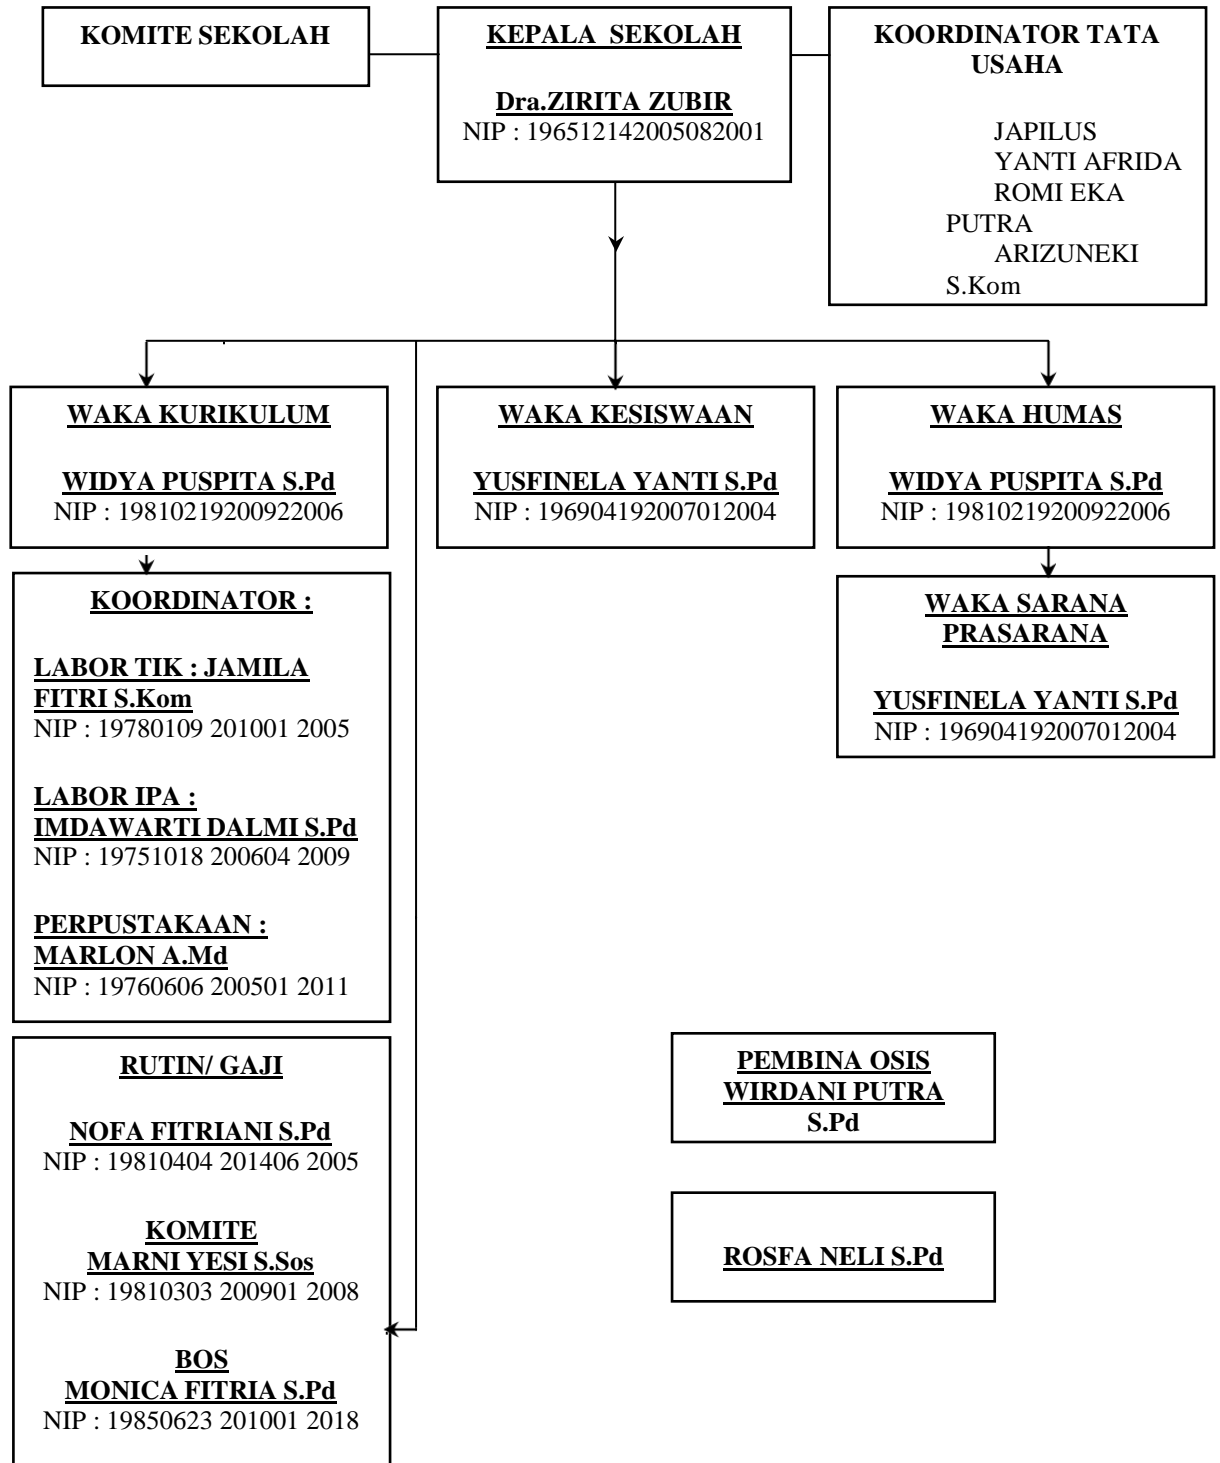 KOMITE SEKOLAH
KEPALA SEKOLAH
Dra.ZIRITA ZUBIR
NIP : 196512142005082001
KOORDINATOR TATA
USAHA
JAPILUS
YANTI AFRIDA
ROMI EKA
PUTRA
ARIZUNEKI
S.Kom
WAKA KURIKULUM
WIDYA PUSPITA S.Pd
NIP : 19810219200922006
WAKA KESISWAAN
YUSFINELA YANTI S.Pd
NIP : 196904192007012004
WAKA HUMAS
WIDYA PUSPITA S.Pd
NIP : 19810219200922006
KOORDINATOR :
LABOR TIK : JAMILA
FITRI S.Kom
NIP : 19780109 201001 2005
LABOR IPA :
IMDAWARTI DALMI S.Pd
NIP : 19751018 200604 2009
PERPUSTAKAAN :
MARLON A.Md
NIP : 19760606 200501 2011
WAKA SARANA
PRASARANA
YUSFINELA YANTI S.Pd
NIP : 196904192007012004
RUTIN/ GAJI
NOFA FITRIANI S.Pd
NIP : 19810404 201406 2005
KOMITE
MARNI YESI S.Sos
NIP : 19810303 200901 2008
BOS
MONICA FITRIA S.Pd
NIP : 19850623 201001 2018
PEMBINA OSIS
WIRDANI PUTRA
S.Pd
ROSFA NELI S.Pd